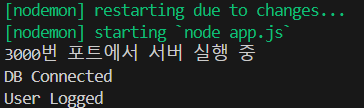 [nodemon] restarting due to changes...
[nodemon] starting `node app.js`
3000번 포트에서 서버 실행 중
DB Connected
User Logged